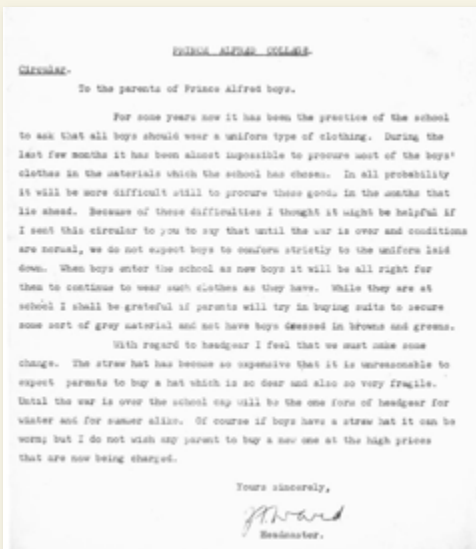 PRINCE ALFRED COLLEGE.
Circular.
To the parents of Prince Alfred boys.
For some years now it has been the practice of the school
to ask that all boys should wear a uniform type of clothing. During the
last few months it has been almost impossible to procure most of the boys'
clothes in the materials which the school has chosen. In all probability
it will be more difficult still to procure these goods in the months that
lie ahead. Because of these difficulties I thought it might be helpful if
I sent this circular to you to say that until the war is over and conditions
are normal, we do not expect boys to conform strictly to the uniform laid
down. When boys enter the school as new boys it will be all right for
them to continue to wear such clothes as they have. While they are at
school I shall be grateful if parents will try in buying suits to secure
some sort of grey material and not have boys dressed in browns and greens.
With regard to headgear I feel that we must make some
change. The straw hat has become so expensive that it is unreasonable to
expect parents to buy a hat which is so dear and also so very fragile.
Until the war is over the school cap will be the one form of headgear for
winter and for summer alike. Of course if boys have a straw hat it can be
worn; but I do not wish any parent to buy a new one at the high prices
that are now being charged.
Yours sincerely,
Ward
Headmaster.